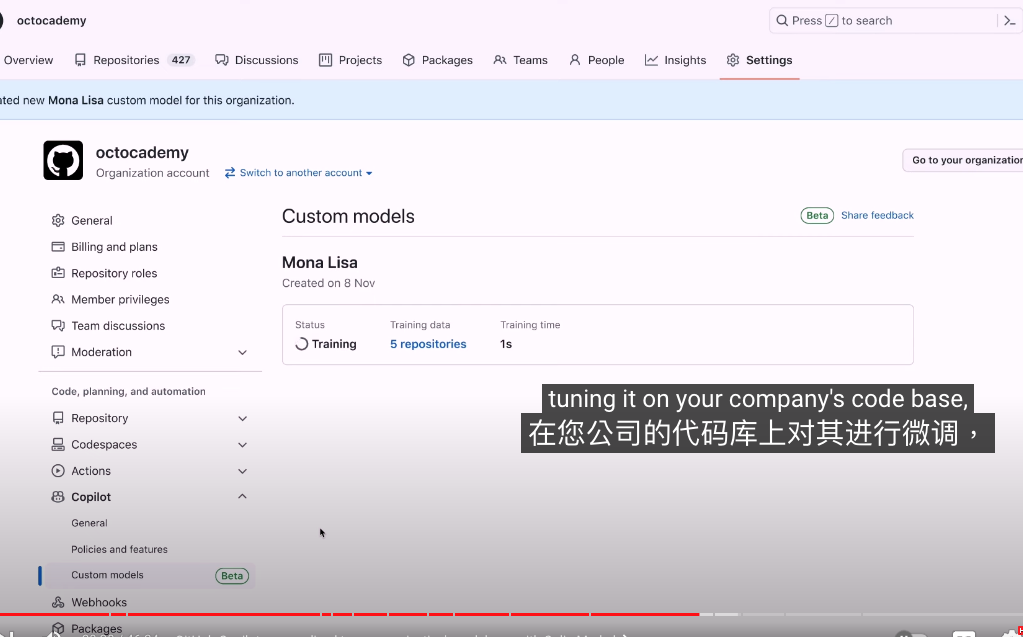 octocademy
Press / to search
Overview Repositories 427 Discussions Projects Packages Teams People Insights Settings
new Mona Lisa custom model for this organization.
octocademy
Organization account Switch to another account
Go to your
General
Billing and plans
Repository roles
Member privileges
Team discussions
Moderation
Code, planning, and automation
Repository
Codespaces
Actions
Copilot
General
Policies and features
Custom models Beta
Webhooks
Packages
Custom models Beta Share feedback
Mona Lisa
Created on 8 Nov
Status Training data Training time
Training 5 repositories 1s
tuning it on your company's code base,
在您公司的代码库上对其进行微调，